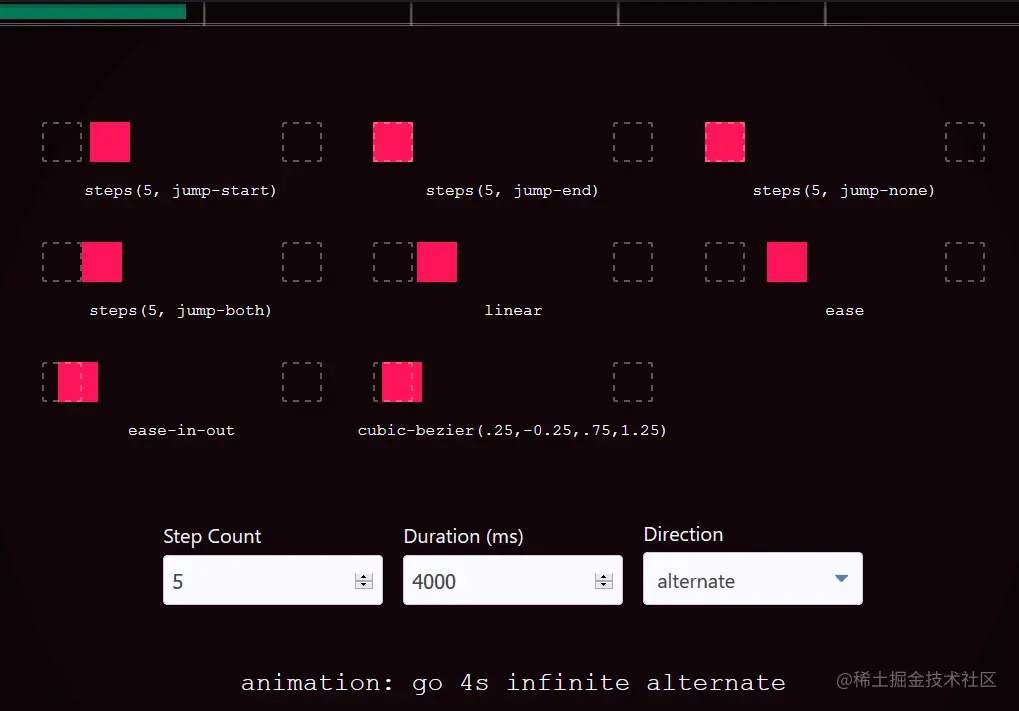 steps(5, jump-start) steps(5, jump-end) steps(5, jump-none)
steps(5, jump-both) linear ease
ease-in-out cubic-bezier(.25,-0.25,.75,1.25)
Step Count Duration (ms) Direction
5 4000 alternate
animation: go 4s infinite alternate
@稀土掘金技术社区